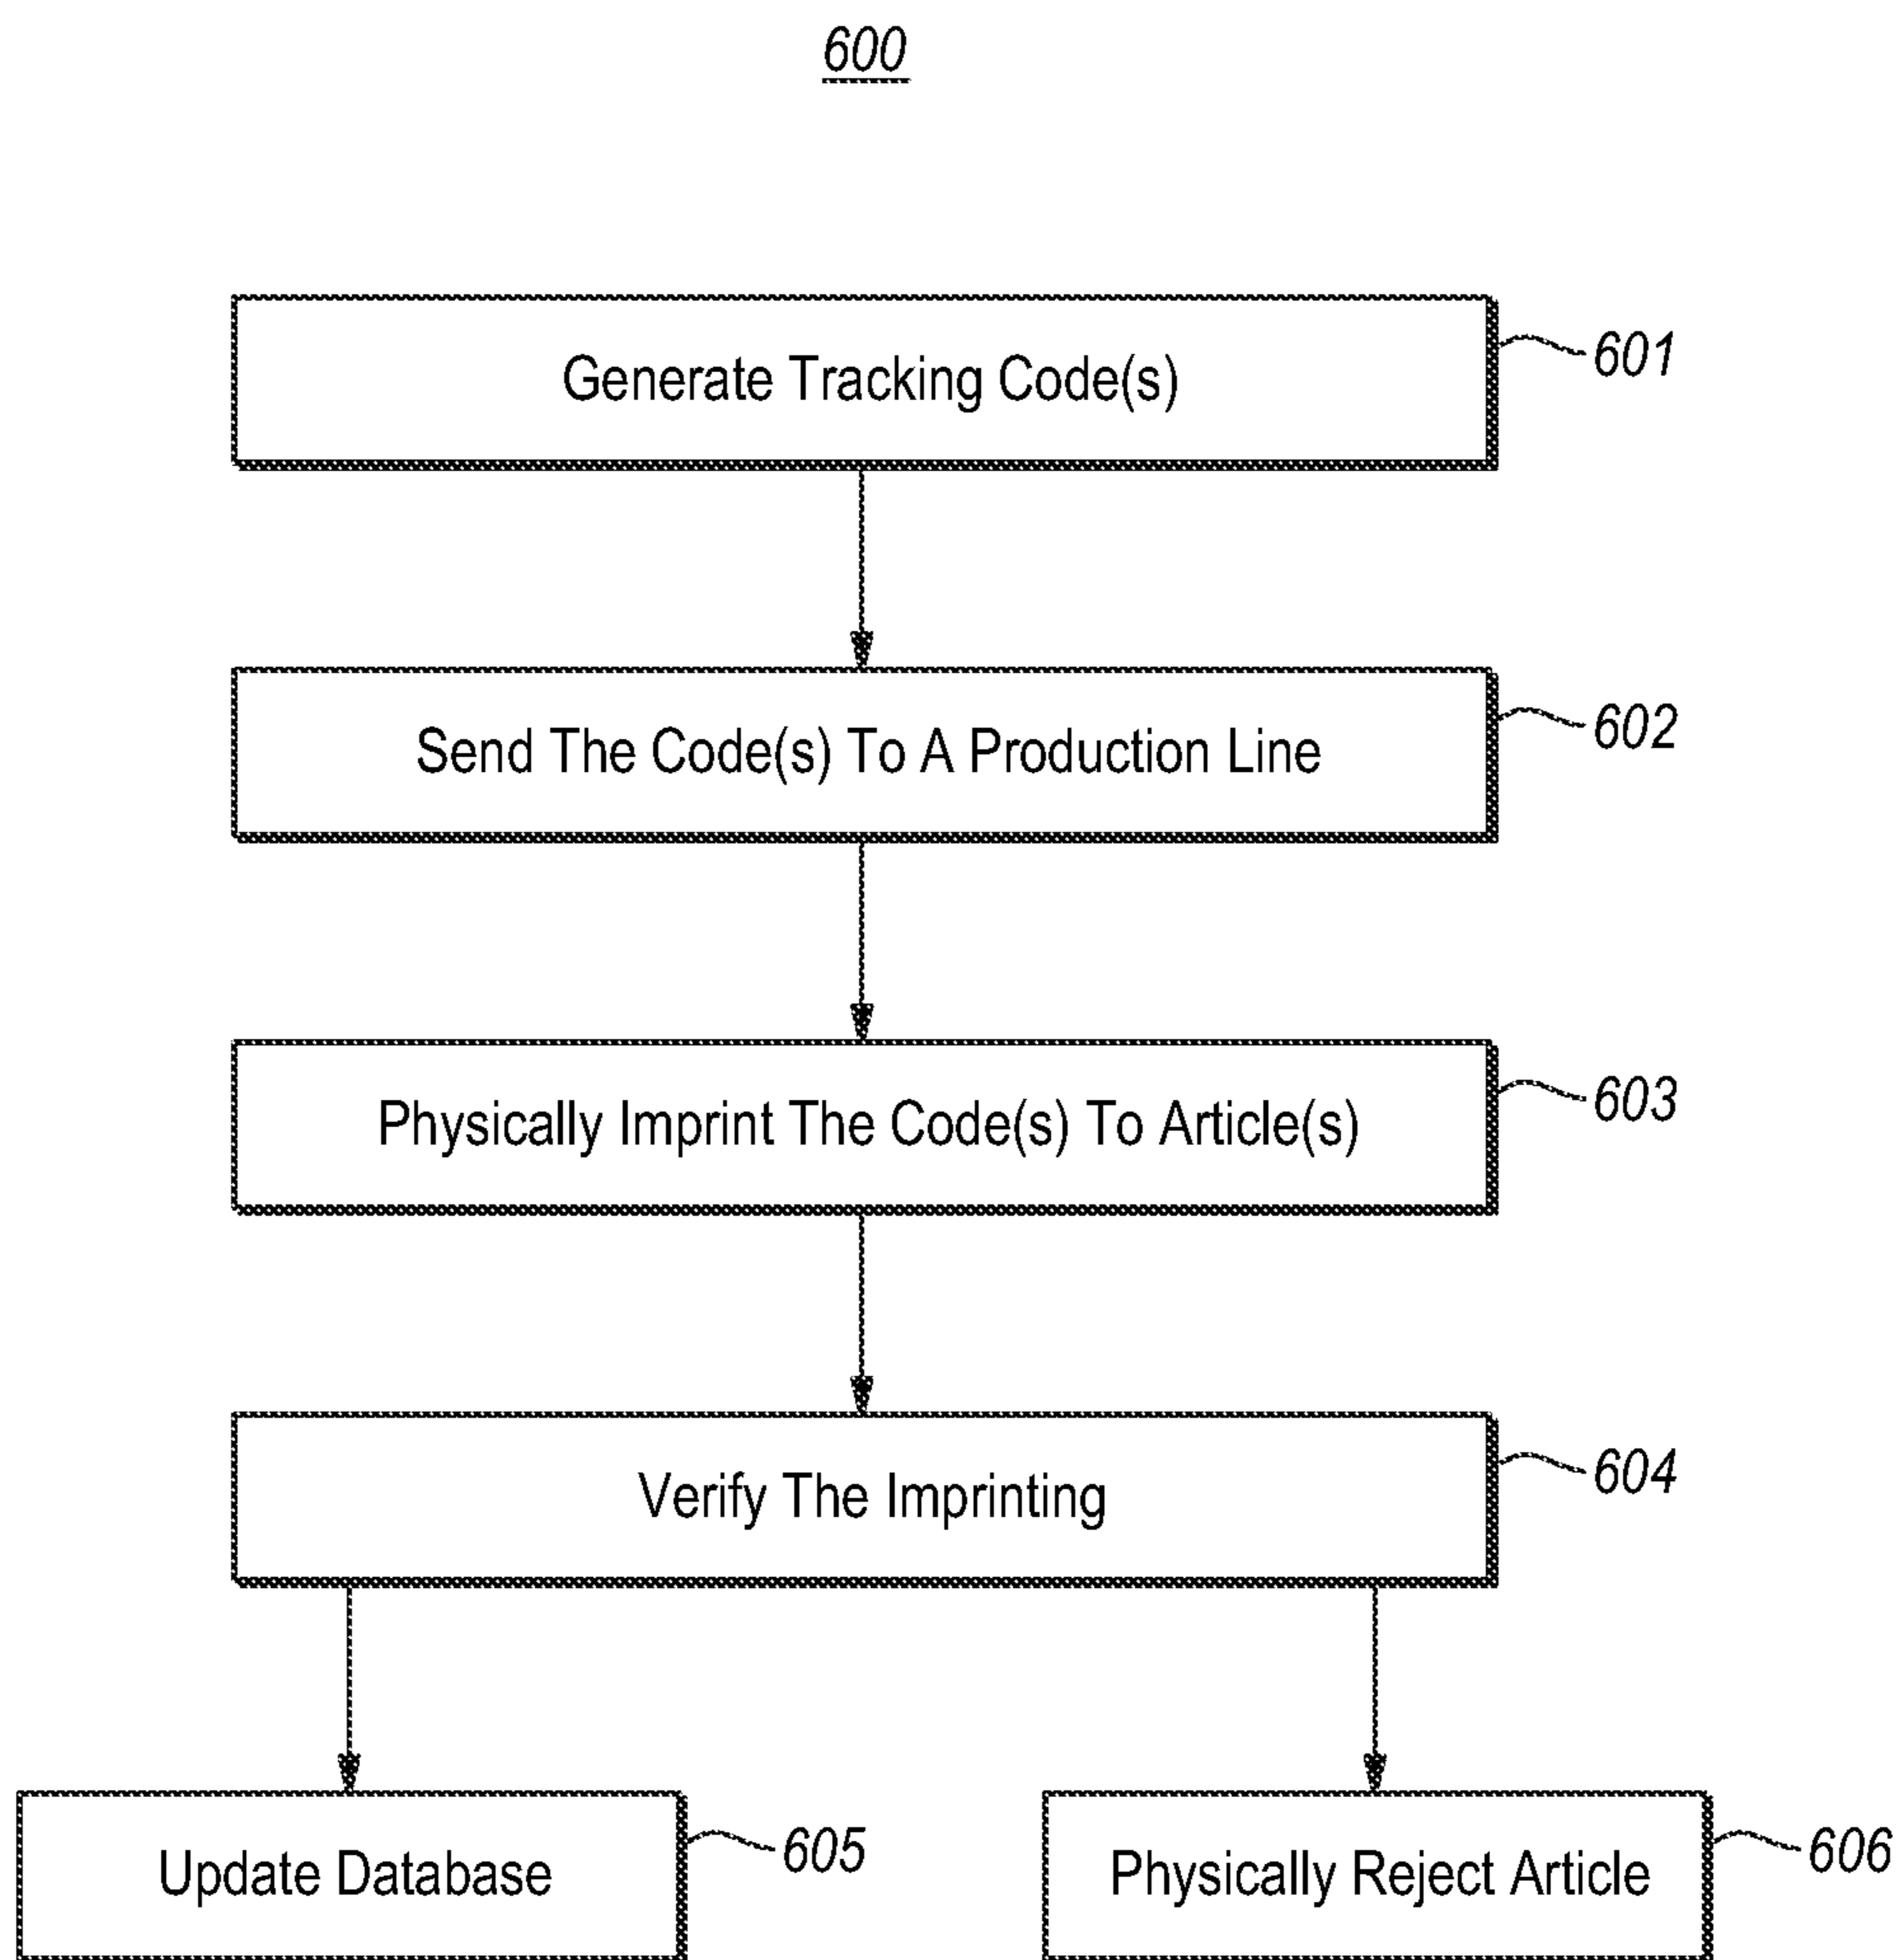 600
Generate Tracking Code(s)
601
Send The Code(s) To A Production Line
602
Physically Imprint The Code(s) To Article(s)
603
Verify The Imprinting
604
Update Database
605
Physically Reject Article
606